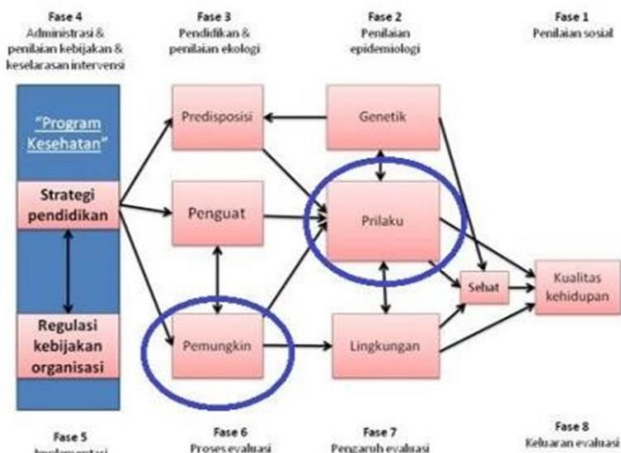 Fase 4
Administrasi &
penilaian kebijakan &
keselarasan intervensi
Fase 3
Pendidikan &
penilaian ekologi
Fase 2
Penilaian
epidemiologi
Fase 1
Penilaian sosial
"Program
Kesehatan"
Strategi
pendidikan
Regulasi
kebijakan
organisasi
Predisposisi
Penguat
Pemungkin
Genetik
Prilaku
Lingkungan
Sehat
Kualitas
kehidupan
Fase 5
Implementasi
Fase 6
Proses evaluasi
Fase 7
Pengaruh evaluasi
Fase 8
Keluaran evaluasi